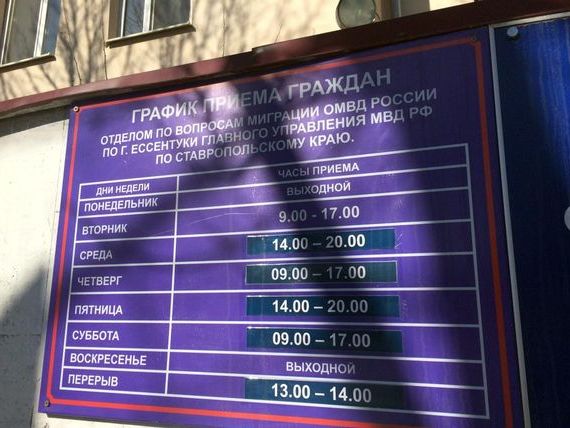 ГРАФИК ПРИЕМА ГРАЖДАН
ОТДЕЛОМ ПО ВОПРОСАМ МИГРАЦИИ ОМВД РОССИИ
ПО Г. ЕССЕНТУКИ ГЛАВНОГО УПРАВЛЕНИЯ МВД РФ
ПО СТАВРОПОЛЬСКОМУ КРАЮ.
ДНИ НЕДЕЛИ ЧАСЫ ПРИЕМА
ПОНЕДЕЛЬНИК ВЫХОДНОЙ
ВТОРНИК 9.00 - 17.00
СРЕДА 14.00 – 20.00
ЧЕТВЕРГ 09.00 – 17.00
ПЯТНИЦА 14.00 – 20.00
СУББОТА 09.00 – 17.00
ВОСКРЕСЕНЬЕ ВЫХОДНОЙ
ПЕРЕРЫВ 13.00 – 14.00